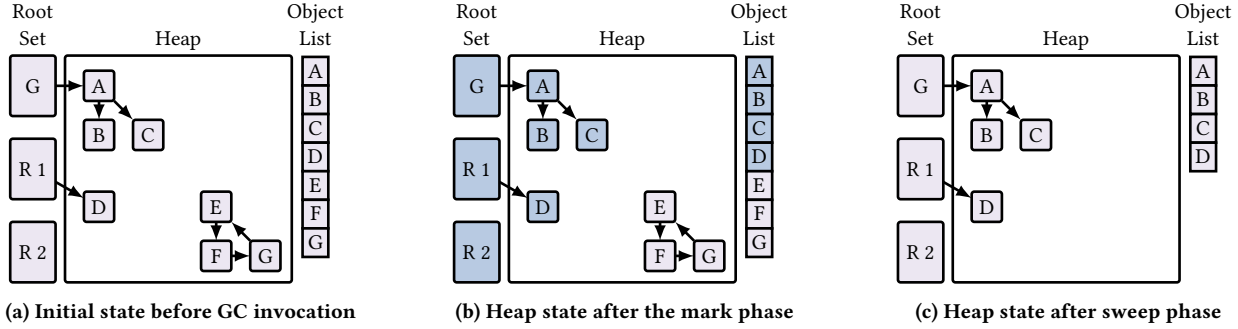 Root Set
Heap
Object List
G
R 1
R 2
A
B
C
D
E
F
G
A
B
C
D
E
F
G
(a) Initial state before GC invocation
Root Set
Heap
Object List
G
R 1
R 2
A
B
C
D
E
F
G
A
B
C
D
E
F
G
(b) Heap state after the mark phase
Root Set
Heap
Object List
G
R 1
R 2
A
B
C
D
A
B
C
D
(c) Heap state after sweep phase